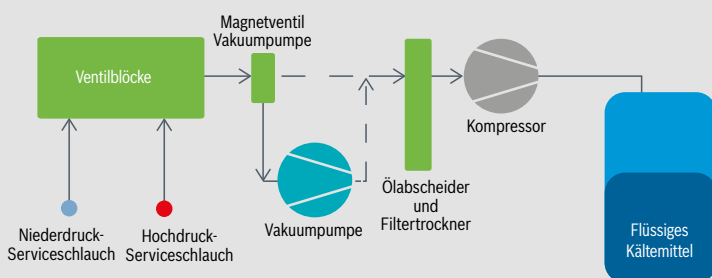 Magnetventil
Vakuumpumpe
Ventilblöcke
Kompressor
Ölabscheider
und
Filtertrockner
Vakuumpumpe
Niederdruck-
Serviceschlauch
Hochdruck-
Serviceschlauch
Flüssiges
Kältemittel